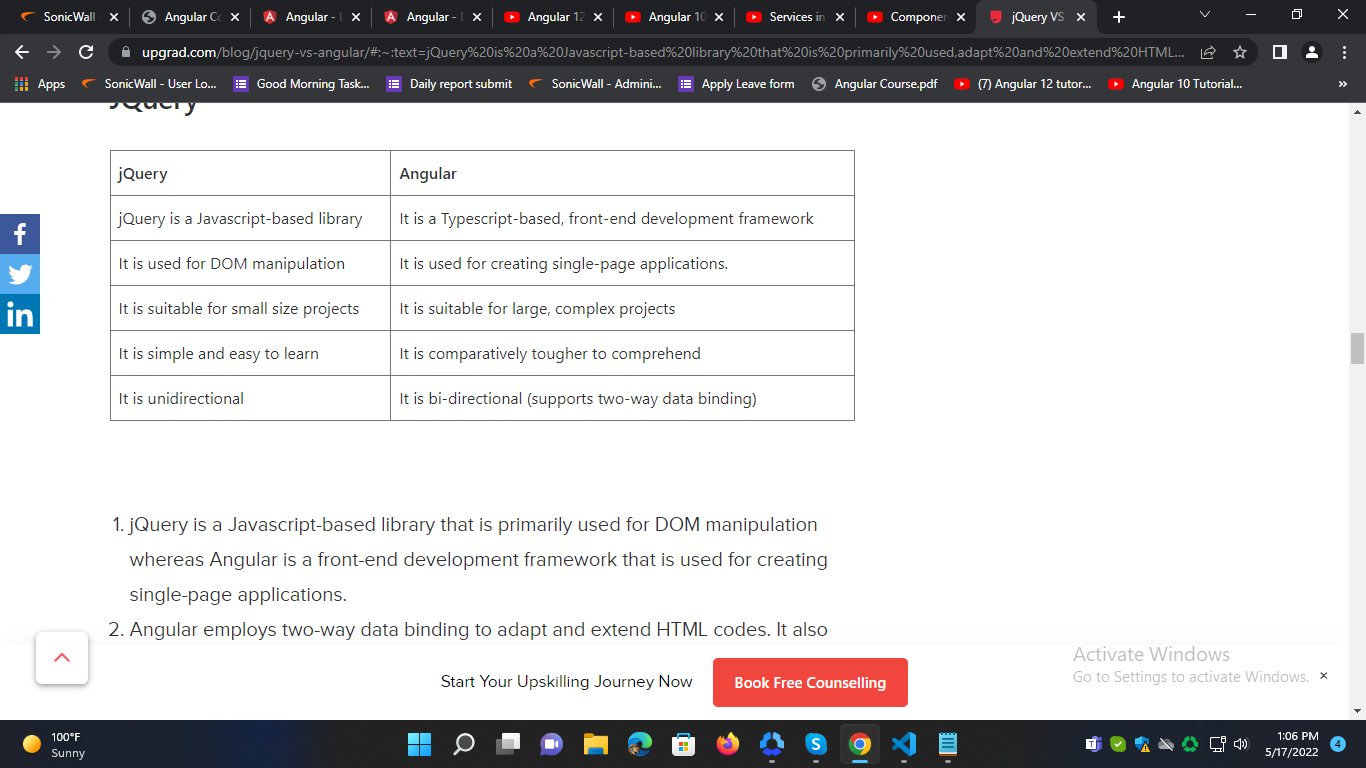 SonicWall
Angular Co
Angular - L
Angular -
Angular 12
Angular 10
Services in
Componen
jQuery VS
upgrad.com/blog/jquery-vs-angular/#:~:text=jQuery%20is%20a%20Javascript-based%20library%20that%20is%20primarily%20used,adapt%20and%20extend%20HTML...
Apps
SonicWall - User Lo...
Good Morning Task...
Daily report submit
SonicWall - Admini...
Apply Leave form
Angular Course.pdf
(7) Angular 12 tutor...
Angular 10 Tutorial...
»
jQuery
jQuery Angular
jQuery is a Javascript-based library It is a Typescript-based, front-end development framework
It is used for DOM manipulation It is used for creating single-page applications.
It is suitable for small size projects It is suitable for large, complex projects
It is simple and easy to learn It is comparatively tougher to comprehend
It is unidirectional It is bi-directional (supports two-way data binding)
1. jQuery is a Javascript-based library that is primarily used for DOM manipulation
whereas Angular is a front-end development framework that is used for creating
single-page applications.
2. Angular employs two-way data binding to adapt and extend HTML codes. It also
Start Your Upskilling Journey Now
Book Free Counselling
Activate Windows
Go to Settings to activate Windows.
100°F
Sunny
1:06 PM
5/17/2022
4